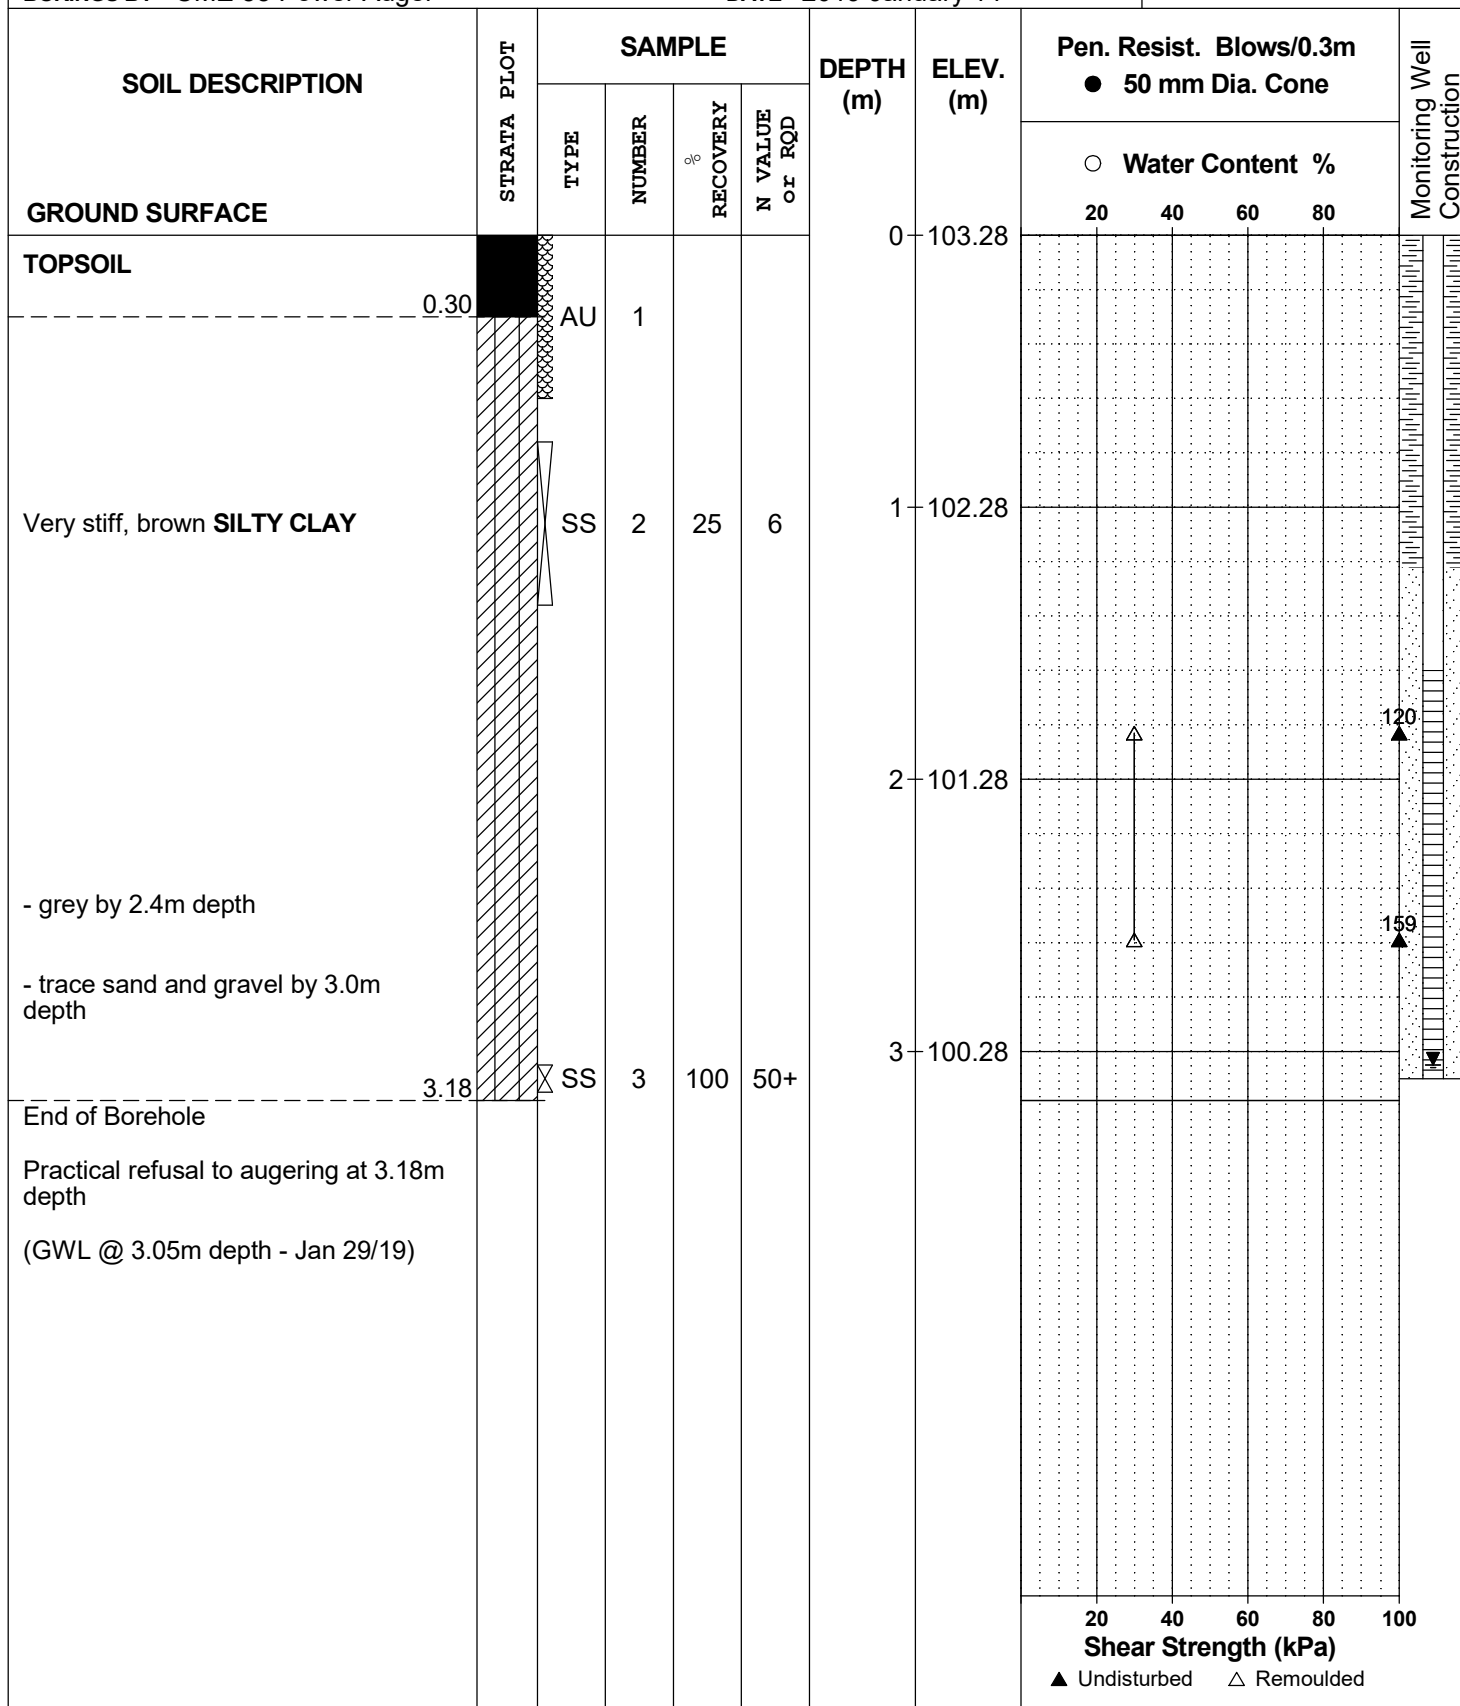 SOIL DESCRIPTION
GROUND SURFACE
STRATA PLOT
SAMPLE
TYPE
NUMBER
% RECOVERY
N VALUE or RQD
DEPTH (m)
ELEV. (m)
Pen. Resist. Blows/0.3m
● 50 mm Dia. Cone
○ Water Content %
20 40 60 80
Monitoring Well
Construction
0 103.28
TOPSOIL
0.30
AU 1
1 102.28
Very stiff, brown SILTY CLAY
SS 2 25 6
120
2 101.28
- grey by 2.4m depth
159
- trace sand and gravel by 3.0m
depth
3 100.28
SS 3 100 50+
3.18
End of Borehole
Practical refusal to augering at 3.18m
depth
(GWL @ 3.05m depth - Jan 29/19)
20 40 60 80 100
Shear Strength (kPa)
▲ Undisturbed △ Remoulded